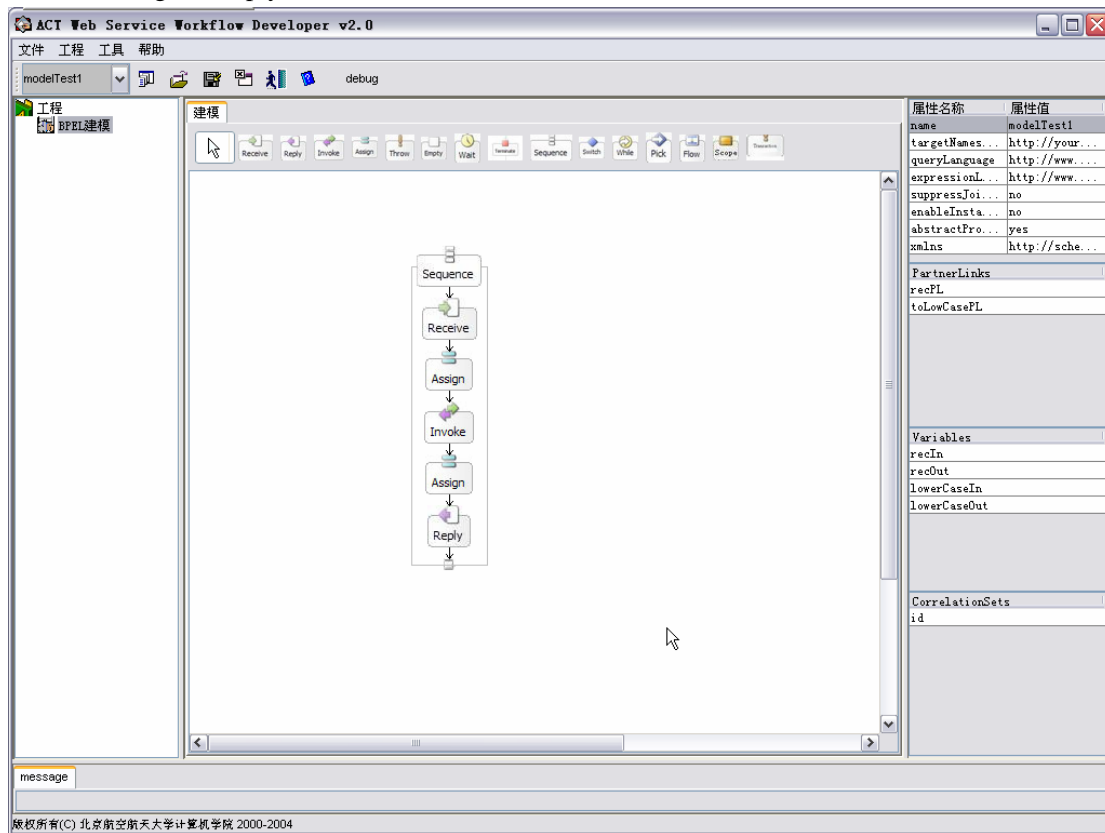 ACT Web Service Workflow Developer v2.0
文件 工程 工具 帮助
modelTest1 debug
工程
BPEL建模
建模
Receive Reply Invoke Assign Throw Empty Wait Terminate Sequence Switch While Pick Flow Scope
Sequence
Receive
Assign
Invoke
Assign
Reply
属性名称 属性值
name modelTest1
targetNames... http://your...
queryLanguage http://www....
expressionL... http://www....
suppressJoi... no
enableInsta... no
abstractPro... yes
xmlns http://sche...
PartnerLinks
recPL
toLowCasePL
Variables
recIn
recOut
lowerCaseIn
lowerCaseOut
CorrelationSets
id
message
版权所有(C) 北京航空航天大学计算机学院 2000-2004